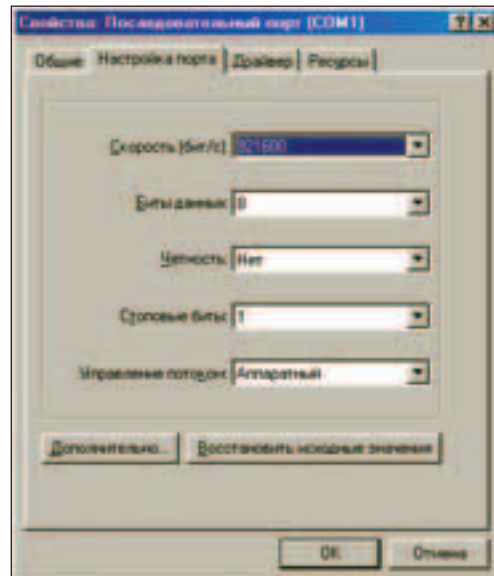 Свойства: Последовательный порт (COM1)
Общие Настройка порта Драйвер Ресурсы
Скорость (бит/с): 921600
Биты данных: 8
Четность: Нет
Стоповые биты: 1
Управление потоком: Аппаратный
Дополнительно... Восстановить исходные значения
OK Отмена